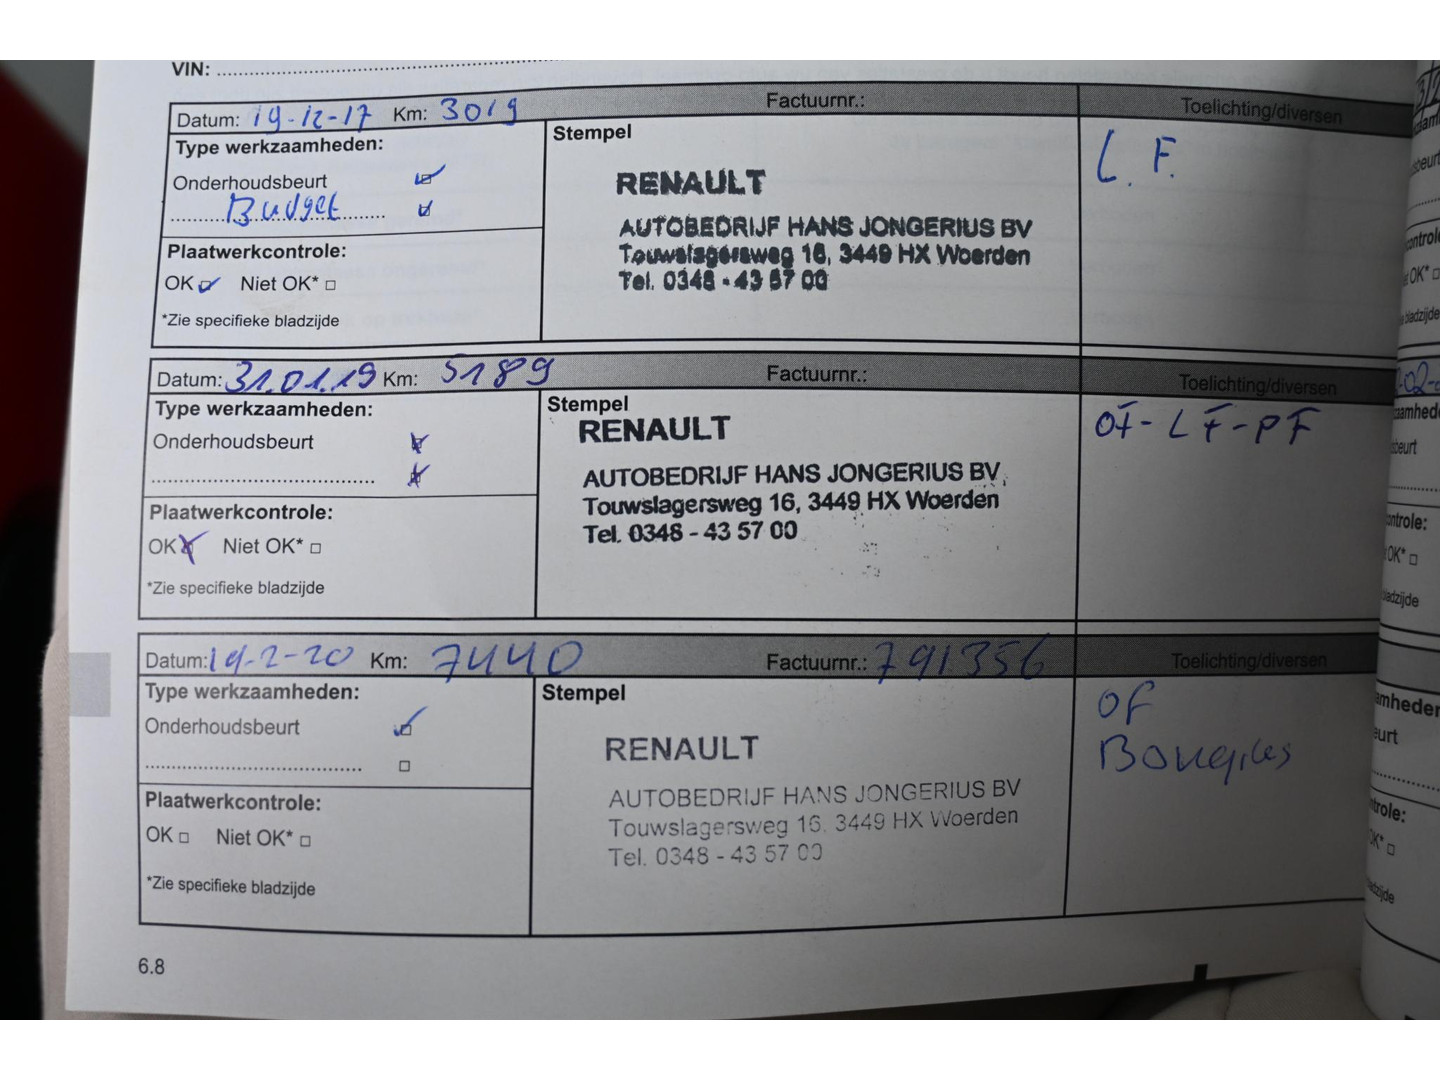 VIN:
Datum: 19-12-17 Km: 3019 Factuurnr.: Toelichting/diversen
Type werkzaamheden:
Onderhoudsbeurt
Budget
Plaatwerkcontrole:
OK Niet OK*
*Zie specifieke bladzijde
Stempel
RENAULT
AUTOBEDRIJF HANS JONGERIUS BV
Touwslagersweg 16, 3449 HX Woerden
Tel. 0348 - 43 57 00
L. F.
Datum: 31.01.19 Km: 5189 Factuurnr.: Toelichting/diversen
Type werkzaamheden:
Onderhoudsbeurt
Plaatwerkcontrole:
OK Niet OK*
*Zie specifieke bladzijde
Stempel
RENAULT
AUTOBEDRIJF HANS JONGERIUS BV
Touwslagersweg 16, 3449 HX Woerden
Tel. 0348 - 43 57 00
OF - LF - PF
Datum: 19-2-20 Km: 7440 Factuurnr.: 791356 Toelichting/diversen
Type werkzaamheden:
Onderhoudsbeurt
Plaatwerkcontrole:
OK Niet OK*
*Zie specifieke bladzijde
Stempel
RENAULT
AUTOBEDRIJF HANS JONGERIUS BV
Touwslagersweg 16, 3449 HX Woerden
Tel. 0348 - 43 57 00
OF
Bougies
6.8